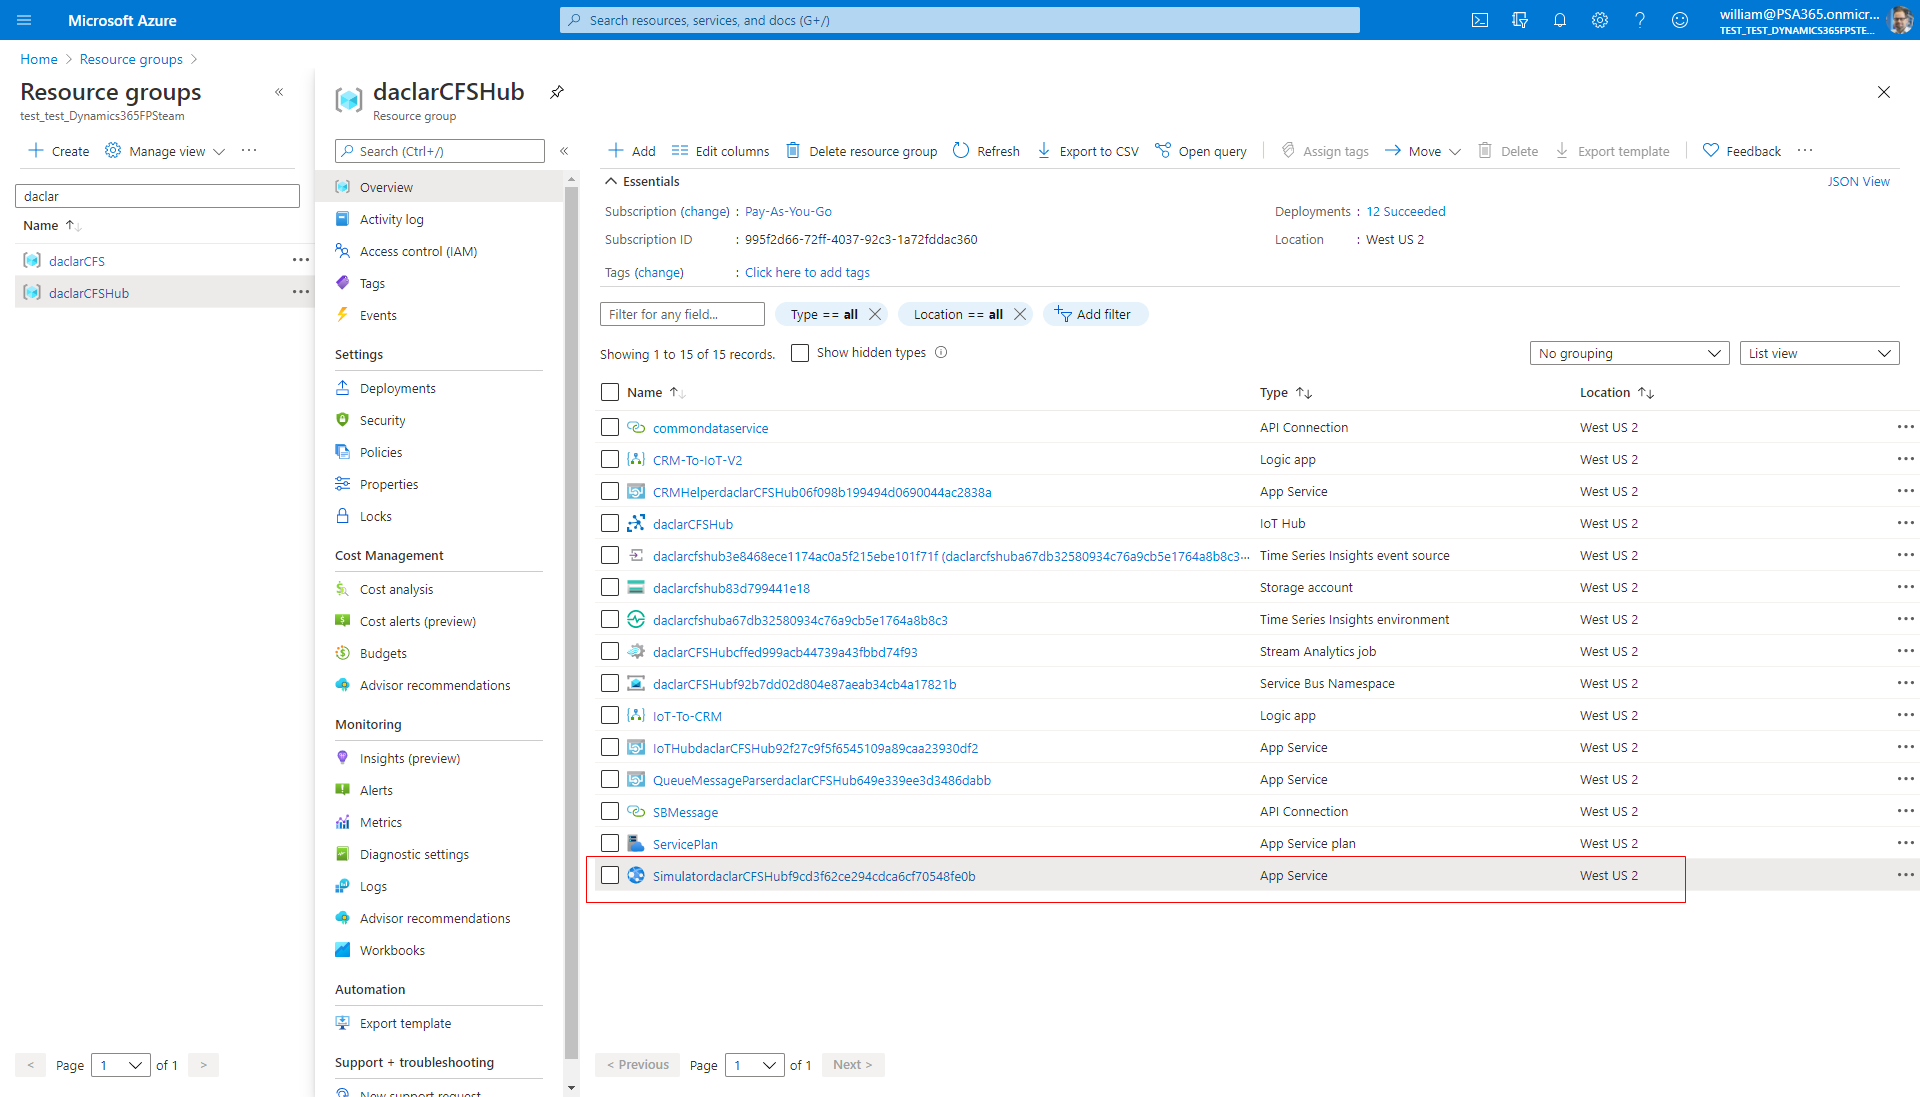 Microsoft Azure
Search resources, services, and docs (G+/)
william@PSA365.onmicr...
TEST_TEST_DYNAMICS365FPSTE...
Home > Resource groups >
Resource groups
test_test_Dynamics365FPSteam
«
+ Create
Manage view
...
daclar
Name
daclarCFS
daclarCFSHub
< Page 1 of 1 >
daclarCFSHub
Resource group
Search (Ctrl+/)
«
Overview
Activity log
Access control (IAM)
Tags
Events
Settings
Deployments
Security
Policies
Properties
Locks
Cost Management
Cost analysis
Cost alerts (preview)
Budgets
Advisor recommendations
Monitoring
Insights (preview)
Alerts
Metrics
Diagnostic settings
Logs
Advisor recommendations
Workbooks
Automation
Export template
Support + troubleshooting
New support request
Add Edit columns Delete resource group Refresh Export to CSV Open query Assign tags Move Delete Export template Feedback ...
Essentials
JSON View
Subscription (change) : Pay-As-You-Go
Deployments : 12 Succeeded
Subscription ID : 995f2d66-72ff-4037-92c3-1a72fddac360
Location : West US 2
Tags (change) : Click here to add tags
Filter for any field... Type == all Location == all Add filter
Showing 1 to 15 of 15 records. Show hidden types
No grouping List view
Name Type Location
commondataservice API Connection West US 2
CRM-To-IoT-V2 Logic app West US 2
CRMHelperdaclarCFSHub06f098b199494d0690044ac2838a App Service West US 2
daclarCFSHub IoT Hub West US 2
daclarcfshub3e8468ece1174ac0a5f215ebe101f71f (daclarcfshuba67db32580934c76a9cb5e1764a8b8c3... Time Series Insights event source West US 2
daclarcfshub83d799441e18 Storage account West US 2
daclarcfshuba67db32580934c76a9cb5e1764a8b8c3 Time Series Insights environment West US 2
daclarCFSHubcffed999acb44739a43fbbd74f93 Stream Analytics job West US 2
daclarCFSHubf92b7dd02d804e87aeab34cb4a17821b Service Bus Namespace West US 2
IoT-To-CRM Logic app West US 2
IoTHubdaclarCFSHub92f27c9f5f6545109a89caa23930df2 App Service West US 2
QueueMessageParserdaclarCFSHub649e339ee3d3486dabb App Service West US 2
SBMessage API Connection West US 2
ServicePlan App Service plan West US 2
SimulatordaclarCFSHubf9cd3f62ce294cdca6cf70548fe0b App Service West US 2
< Previous Page 1 of 1 Next >